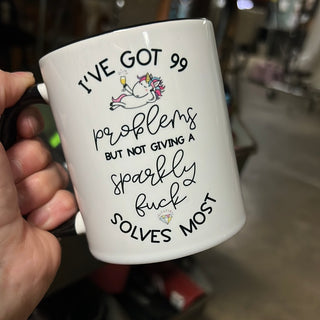 I'VE GOT 99
problems
BUT NOT GIVING A
sparkly
fuck
SOLVES MOST